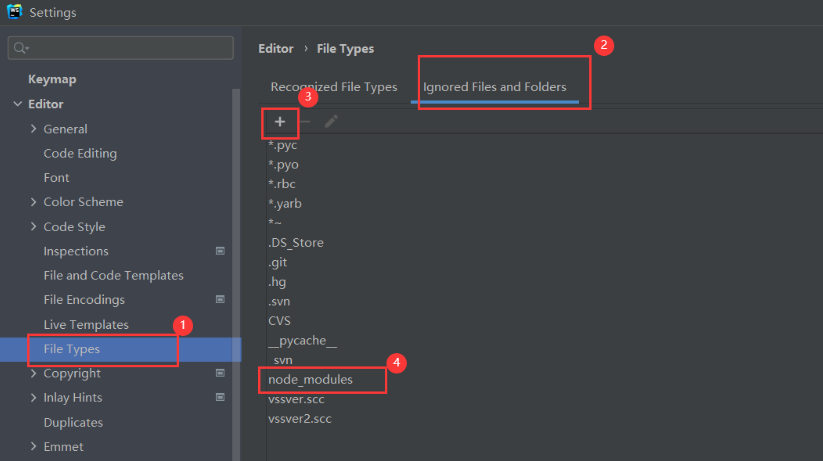 WS Settings
Keymap
Editor
General
Code Editing
Font
Color Scheme
Code Style
Inspections
File and Code Templates
File Encodings
Live Templates
1
File Types
Copyright
Inlay Hints
Duplicates
Emmet
Editor › File Types
2
Recognized File Types
Ignored Files and Folders
3
*.pyc
*.pyo
*.rbc
*.yarb
*~
.DS_Store
.git
.hg
.svn
CVS
__pycache__
_svn
4
node_modules
vssver.scc
vssver2.scc